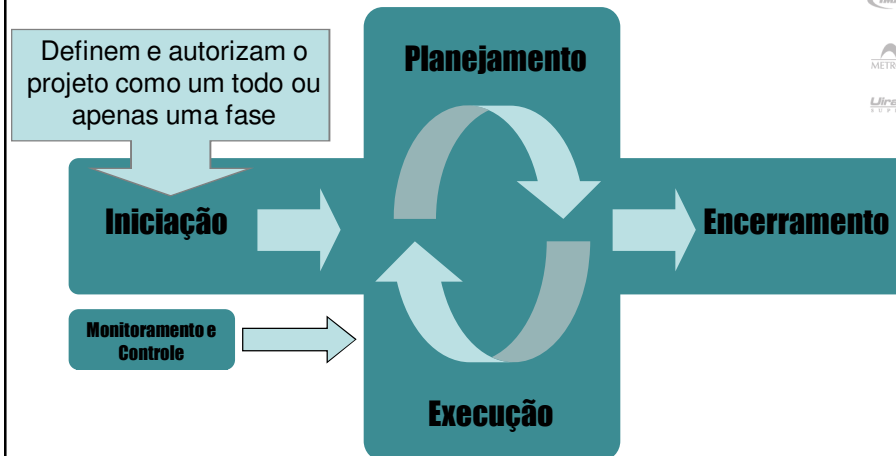 Definem e autorizam o
projeto como um todo ou
apenas uma fase
Planejamento
Iniciação
Encerramento
Monitoramento e
Controle
Execução